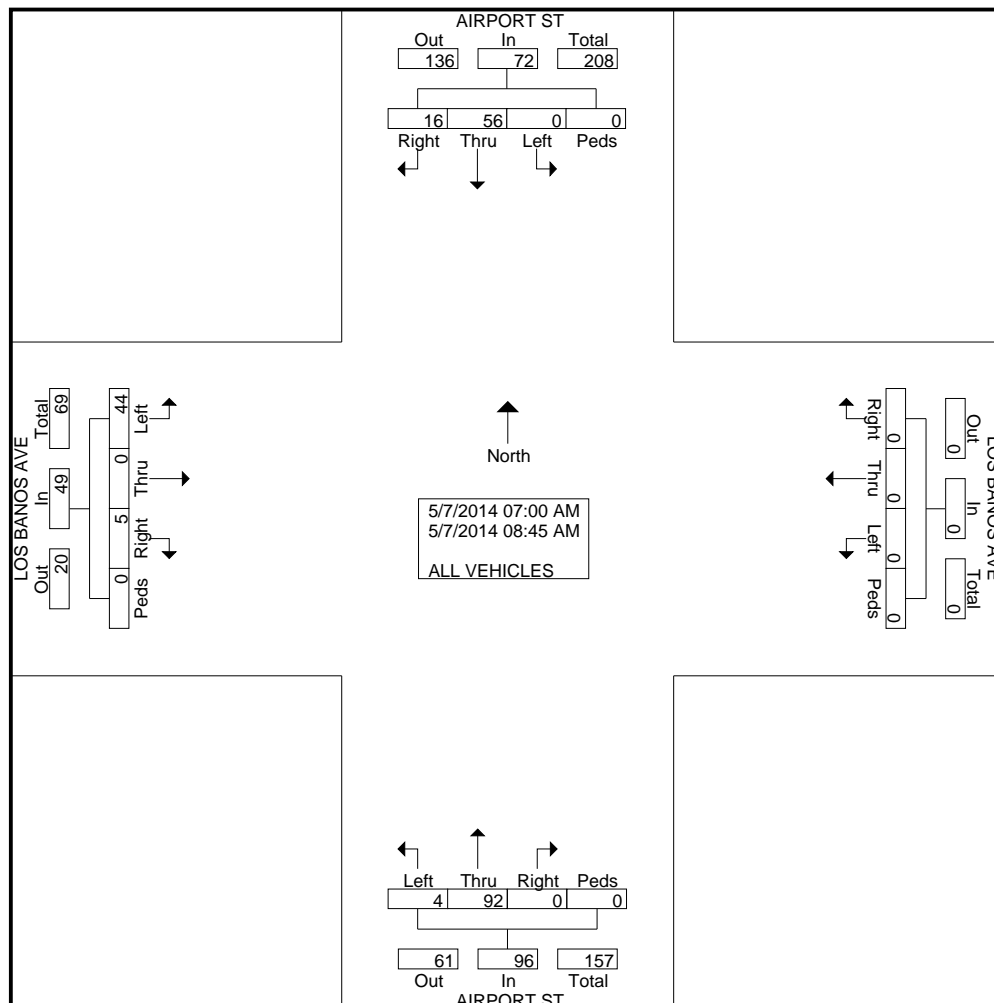 AIRPORT ST
Out In Total
136 72 208
16 56 0 0
Right Thru Left Peds
LOS BANOS AVE
Total In Out
69 49 20
44 0 5 0
Left Thru Right Peds
North
5/7/2014 07:00 AM
5/7/2014 08:45 AM
ALL VEHICLES
Right Thru Left Peds
0 0 0 0
Out In Total
0 0 0
LOS BANOS AVE
Left Thru Right Peds
4 92 0 0
61 96 157
Out In Total
AIRPORT ST